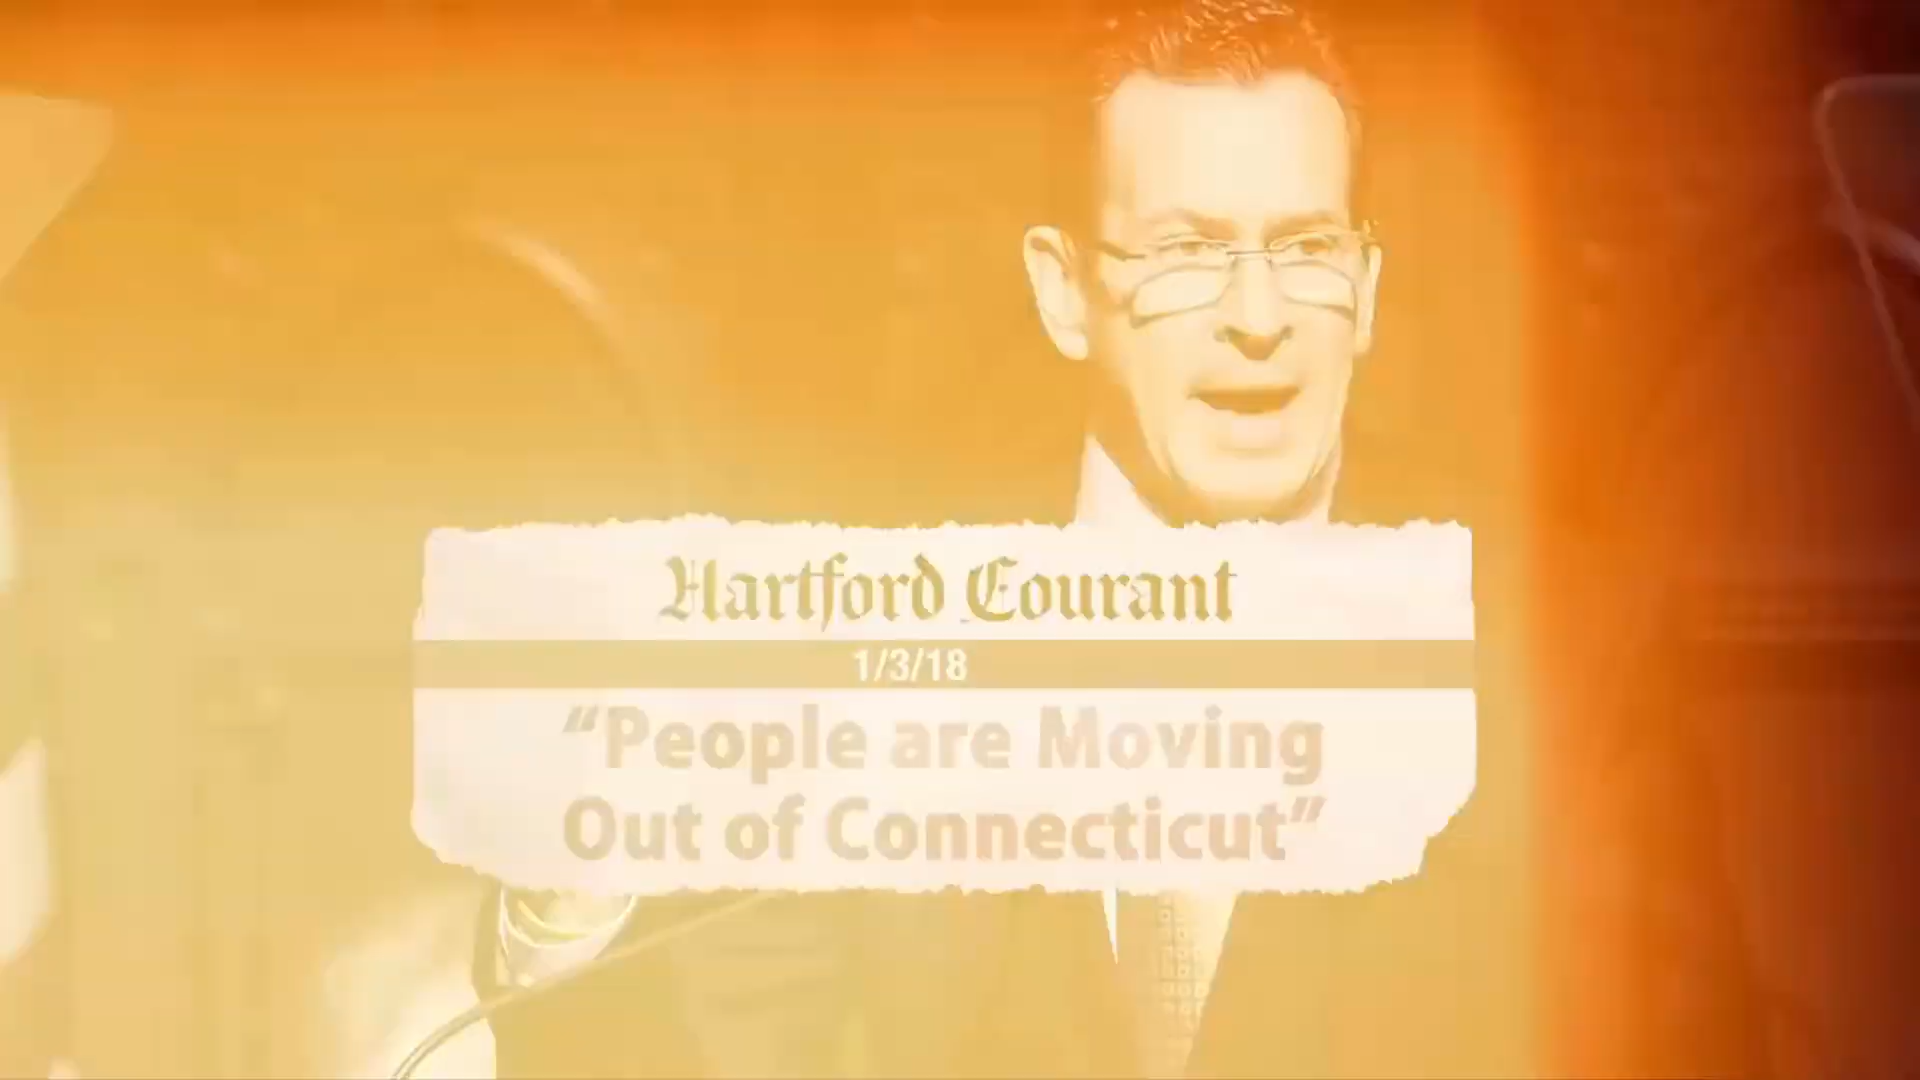 Hartford Courant
1/3/18
“People are Moving
Out of Connecticut”